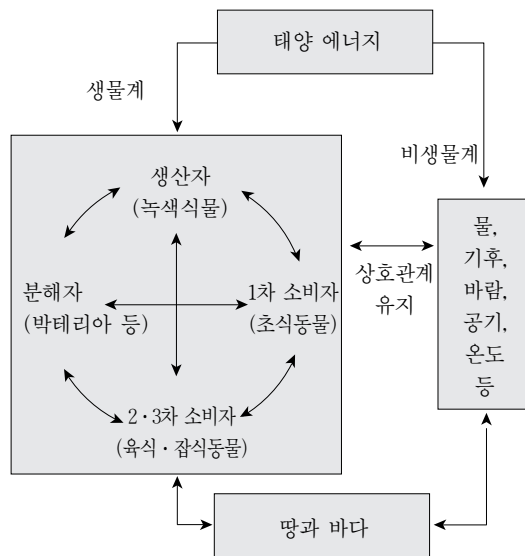 태양 에너지
생물계
비생물계
생산자
(녹색식물)
분해자
(박테리아 등)
1차 소비자
(초식동물)
2·3차 소비자
(육식·잡식동물)
상호관계
유지
물,
기후,
바람,
공기,
온도
등
땅과 바다